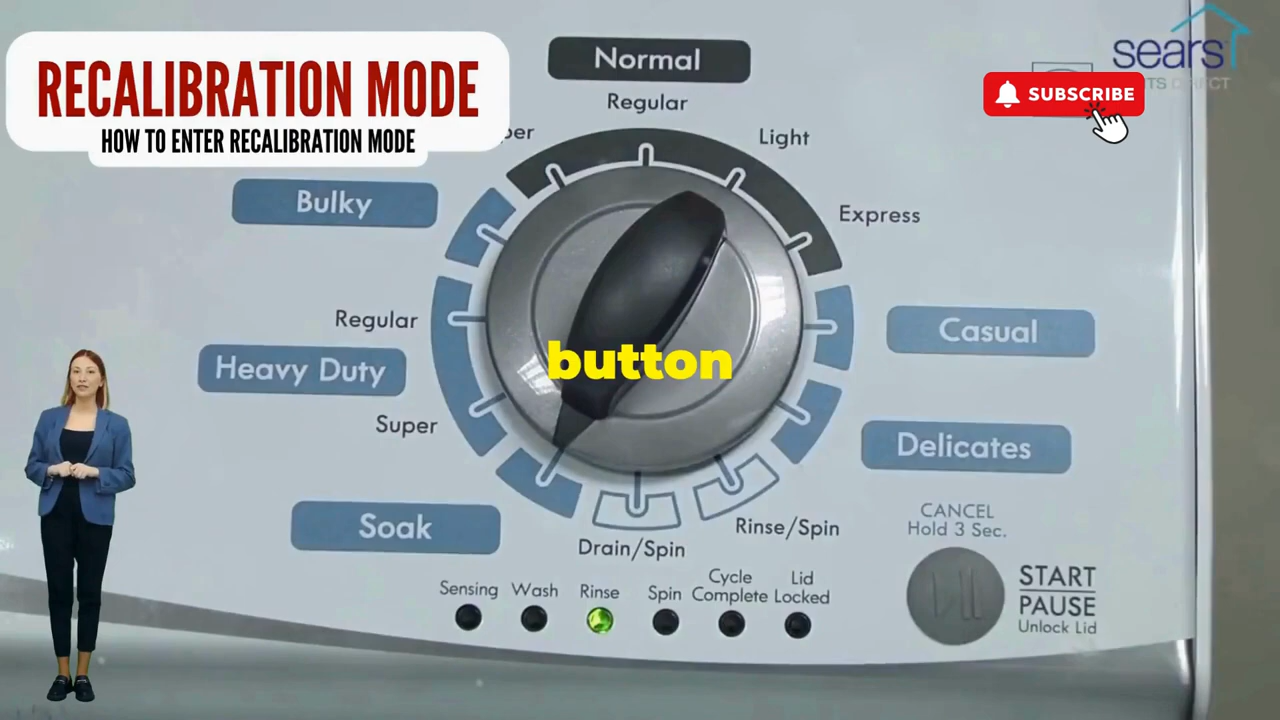 RECALIBRATION MODE
HOW TO ENTER RECALIBRATION MODE
sears
SUBSCRIBE
Normal
Regular
Light
Express
Bulky
Casual
Regular
Heavy Duty
Super
button
Delicates
Soak
Drain/Spin
Rinse/Spin
CANCEL
Hold 3 Sec.
START
PAUSE
Unlock Lid
Sensing
Wash
Rinse
Spin
Cycle
Complete
Lid
Locked